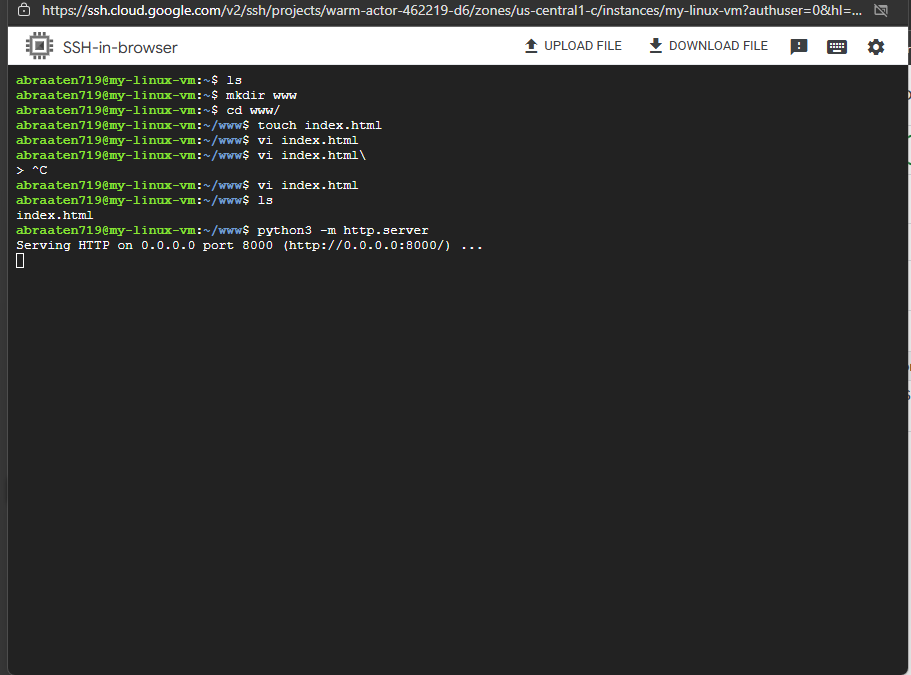 https://ssh.cloud.google.com/v2/ssh/projects/warm-actor-462219-d6/zones/us-central1-c/instances/my-linux-vm?authuser=0&hl=...
SSH-in-browser
UPLOAD FILE
DOWNLOAD FILE
abraaten719@my-linux-vm:~$ ls
abraaten719@my-linux-vm:~$ mkdir www
abraaten719@my-linux-vm:~$ cd www/
abraaten719@my-linux-vm:~/www$ touch index.html
abraaten719@my-linux-vm:~/www$ vi index.html
abraaten719@my-linux-vm:~/www$ vi index.html\
> ^C
abraaten719@my-linux-vm:~/www$ vi index.html
abraaten719@my-linux-vm:~/www$ ls
index.html
abraaten719@my-linux-vm:~/www$ python3 -m http.server
Serving HTTP on 0.0.0.0 port 8000 (http://0.0.0.0:8000/) ...